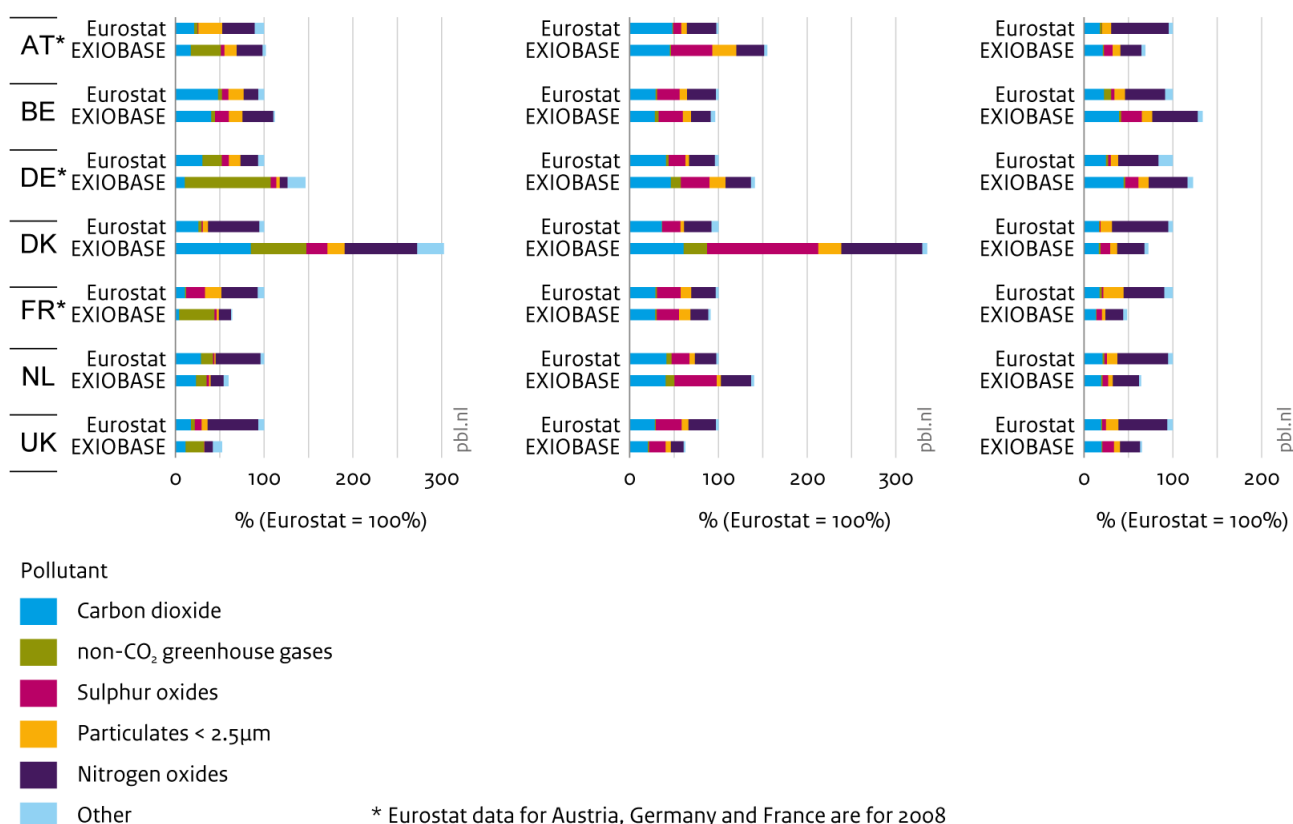 AT* Eurostat Eurostat Eurostat
EXIOBASE EXIOBASE EXIOBASE
BE Eurostat Eurostat Eurostat
EXIOBASE EXIOBASE EXIOBASE
DE* Eurostat Eurostat Eurostat
EXIOBASE EXIOBASE EXIOBASE
DK Eurostat Eurostat Eurostat
EXIOBASE EXIOBASE EXIOBASE
FR* Eurostat Eurostat Eurostat
EXIOBASE EXIOBASE EXIOBASE
NL Eurostat Eurostat Eurostat
EXIOBASE EXIOBASE EXIOBASE
UK Eurostat Eurostat Eurostat
EXIOBASE EXIOBASE EXIOBASE
pbl.nl pbl.nl pbl.nl
0 100 200 300 0 100 200 300 0 100 200
% (Eurostat = 100%) % (Eurostat = 100%) % (Eurostat = 100%)
Pollutant
Carbon dioxide
non-CO₂ greenhouse gases
Sulphur oxides
Particulates < 2.5µm
Nitrogen oxides
Other * Eurostat data for Austria, Germany and France are for 2008